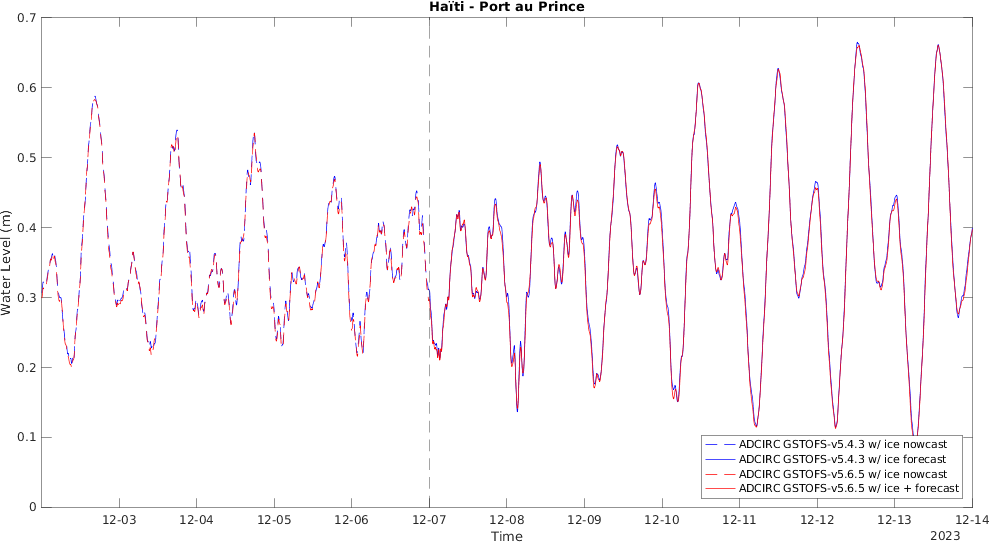 Haïti - Port au Prince
Water Level (m)
0.7
0.6
0.5
0.4
0.3
0.2
0.1
0
ADCIRC GSTOFS-v5.4.3 w/ ice nowcast
ADCIRC GSTOFS-v5.4.3 w/ ice forecast
ADCIRC GSTOFS-v5.6.5 w/ ice nowcast
ADCIRC GSTOFS-v5.6.5 w/ ice + forecast
12-03 12-04 12-05 12-06 12-07 12-08 12-09 12-10 12-11 12-12 12-13 12-14
Time
2023